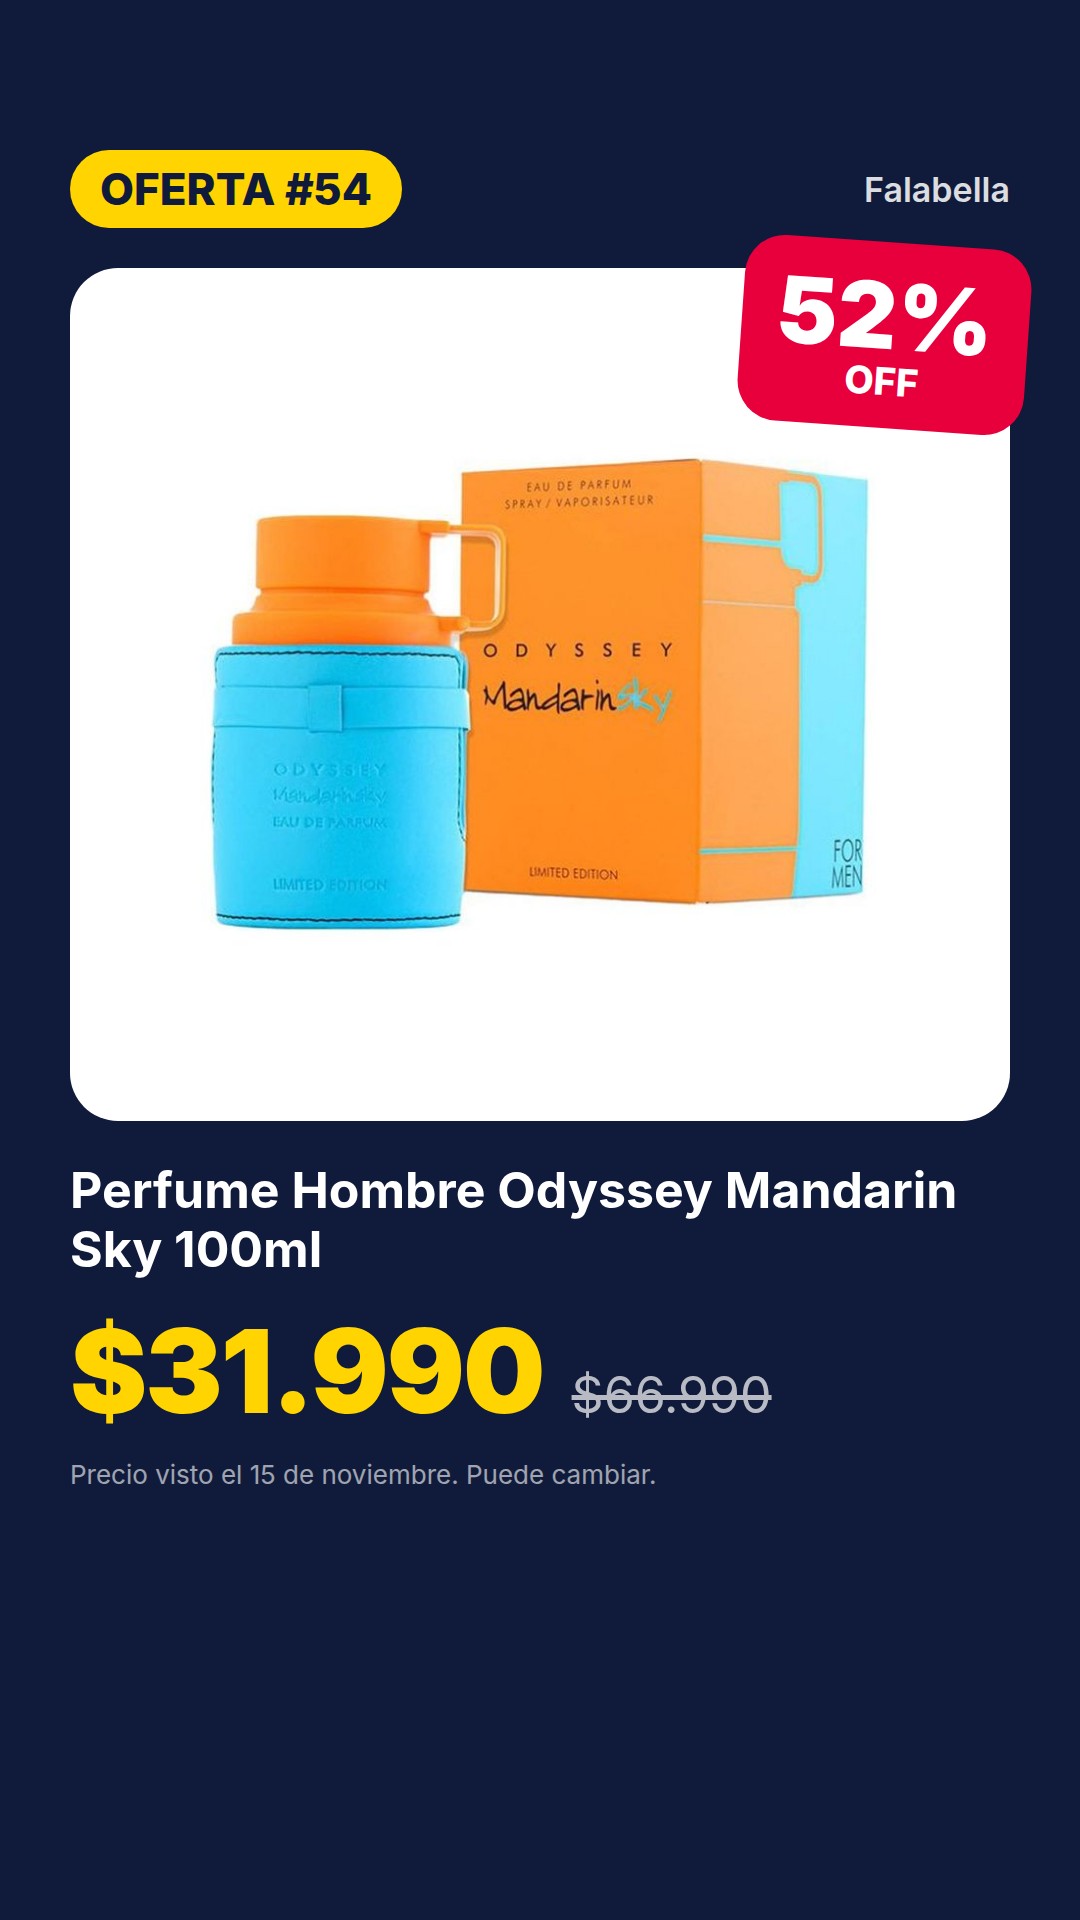 OFERTA #54
Falabella
52%
OFF
EAU DE PARFUM
SPRAY / VAPORISATEUR
ODYSSEY
Mandarinsky
LIMITED EDITION
FOR
MEN
ODYSSEY
Mandarinsky
EAU DE PARFUM
LIMITED EDITION
Perfume Hombre Odyssey Mandarin
Sky 100ml
$31.990 $66.990
Precio visto el 15 de noviembre. Puede cambiar.